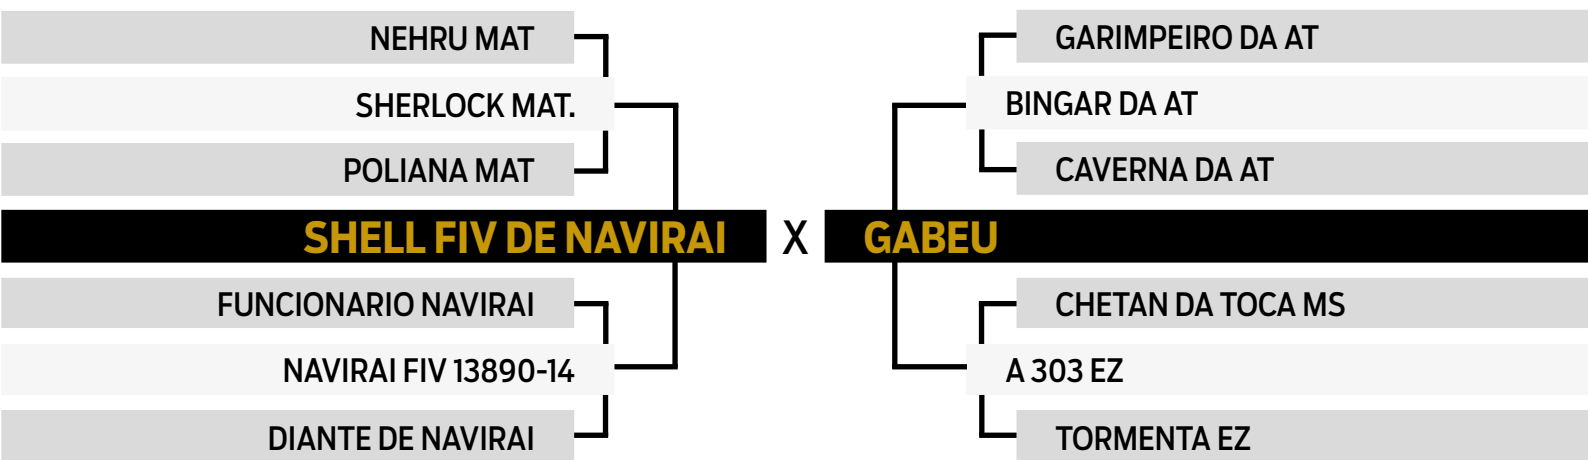 NEHRU MAT
SHERLOCK MAT.
POLIANA MAT
SHELL FIV DE NAVIRAI
FUNCIONARIO NAVIRAI
NAVIRAI FIV 13890-14
DIANTE DE NAVIRAI
X
GARIMPEIRO DA AT
BINGAR DA AT
CAVERNA DA AT
GABEU
CHETAN DA TOCA MS
A 303 EZ
TORMENTA EZ